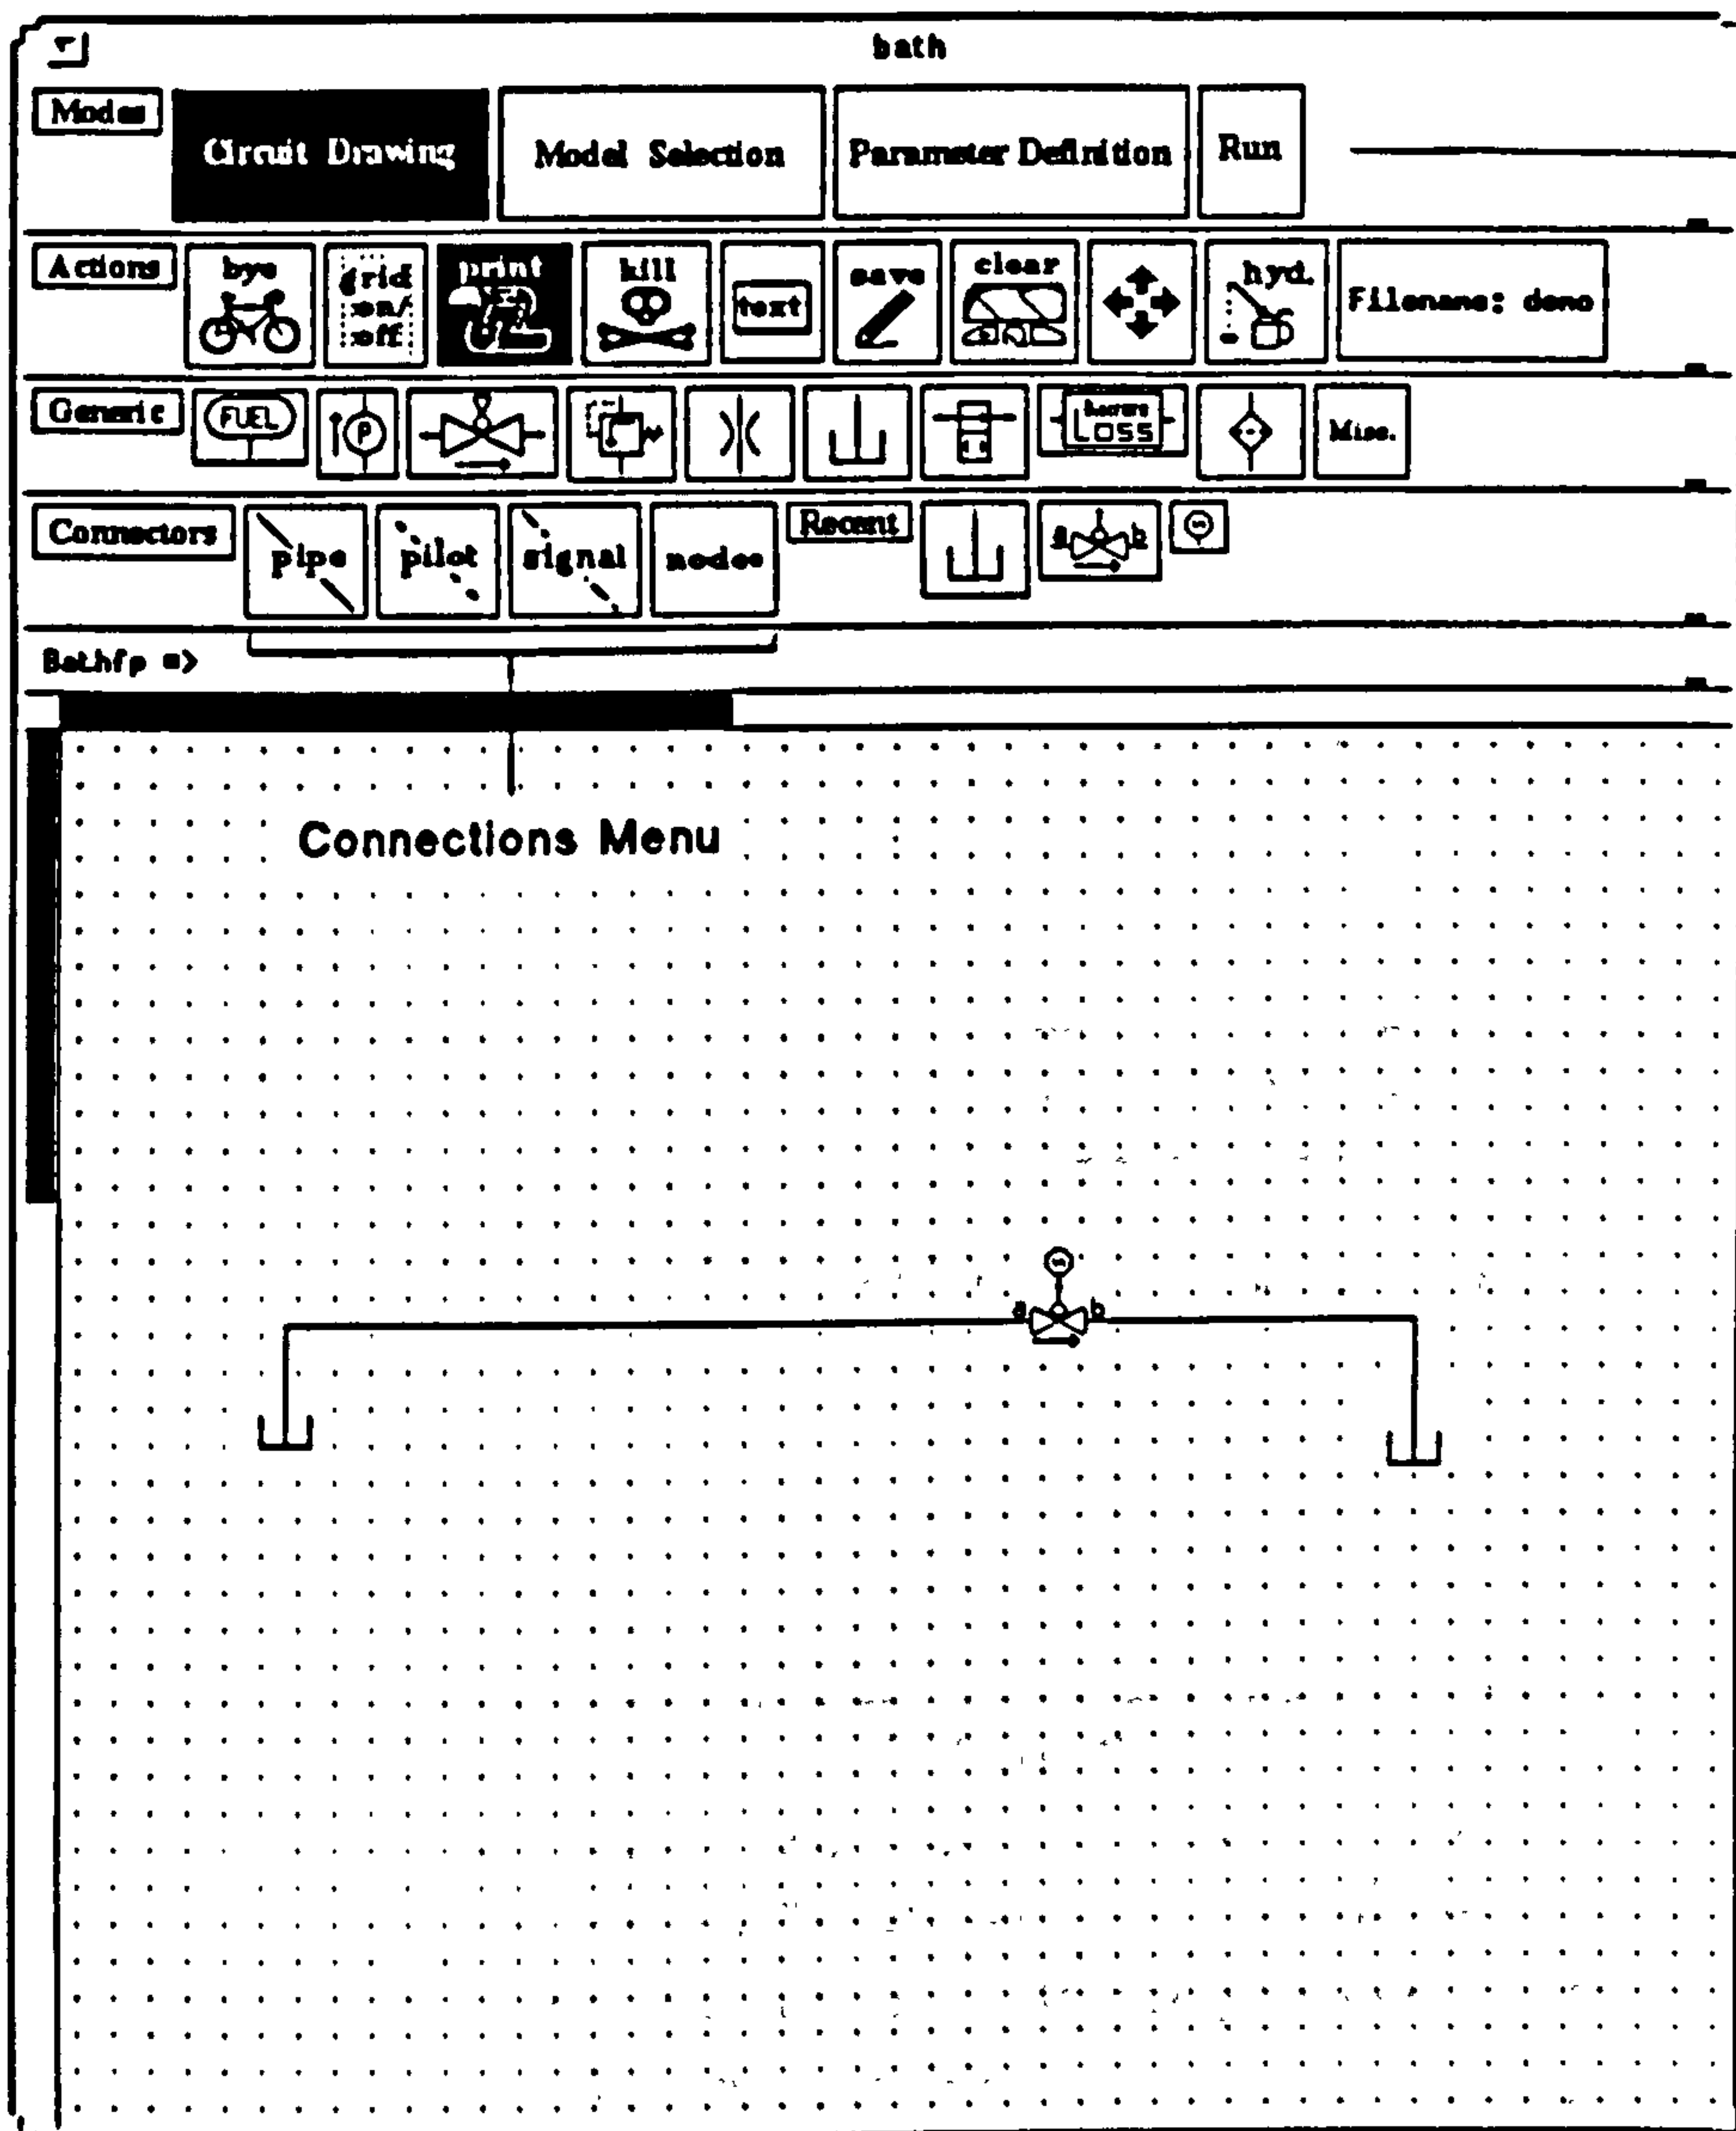 bath
Modes
Circuit Drawing
Model Selection
Parameter Definition
Run
Actions
bye
grid
on/
off
print
kill
text
save
clear
hyd.
Filename: demo
Generic
FUEL
P
LOSS
Misc.
Connectors
pipe
pilot
signal
nodes
Recent
a b
Bathfp =>
Connections Menu
a b